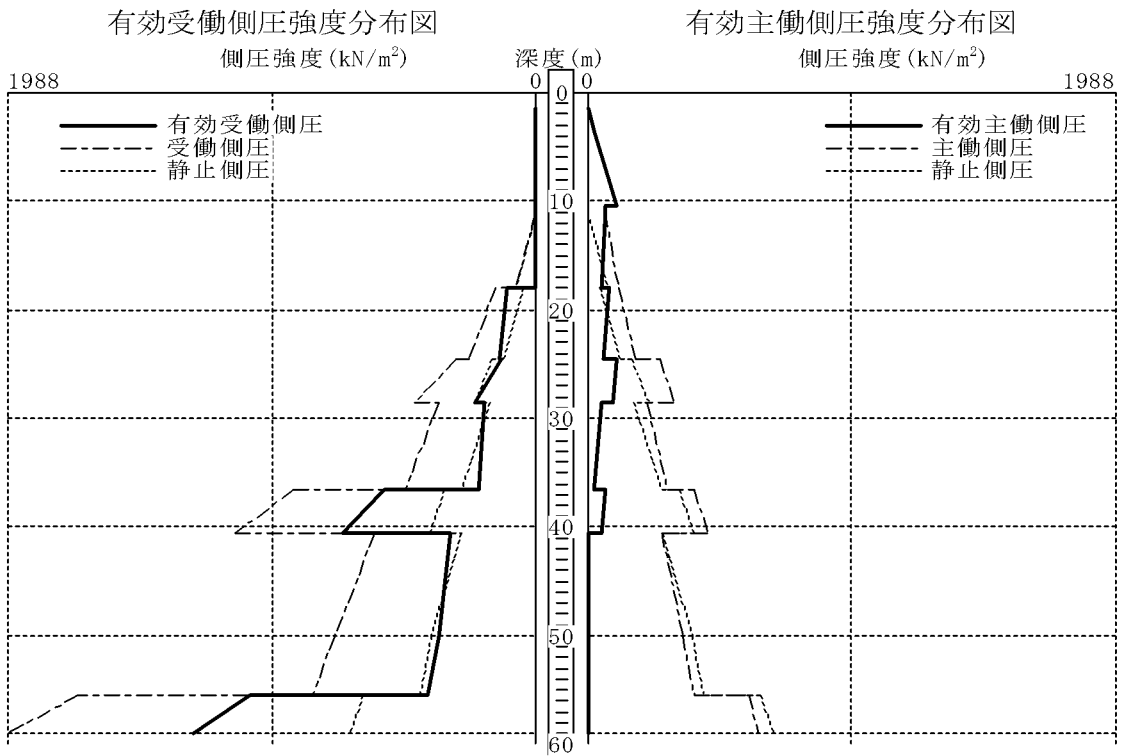 有効受働側圧強度分布図
有効主働側圧強度分布図
側圧強度(kN/m²)
深度(m)
側圧強度(kN/m²)
1988
0
0
1988
有効受働側圧
受働側圧
静止側圧
有効主働側圧
主働側圧
静止側圧
0
10
20
30
40
50
60